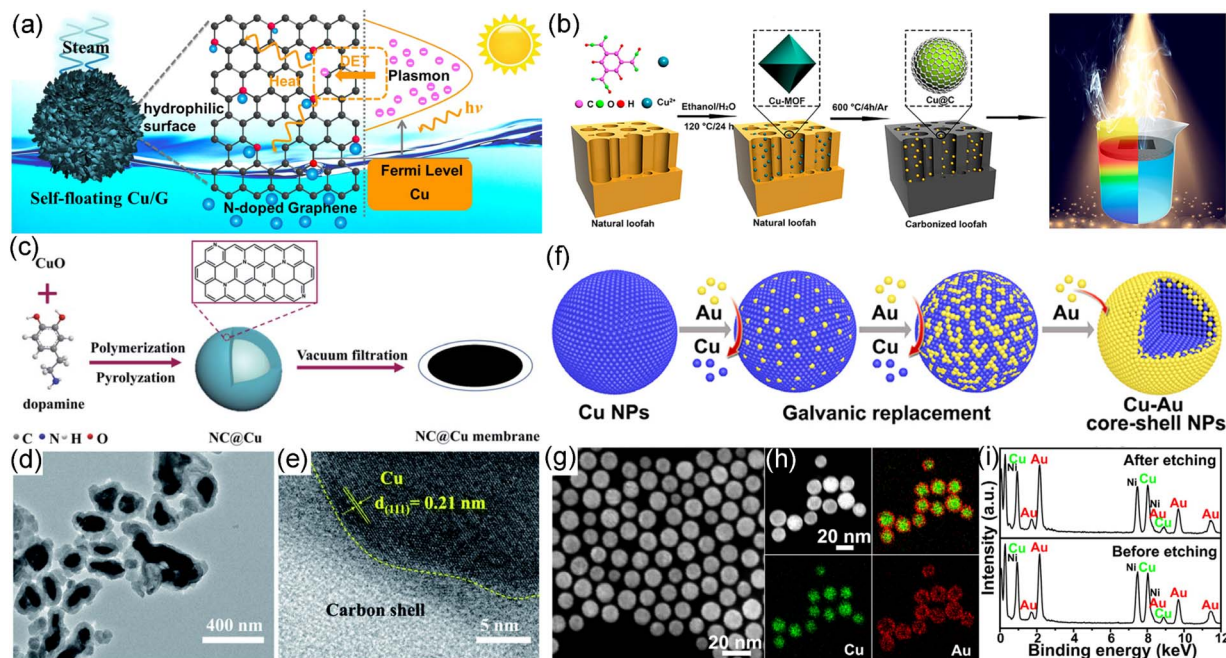 (a)
Steam
hydrophilic
surface
Self-floating Cu/G
Heat
DET
Plasmon
hν
Fermi Level
Cu
N-doped Graphene
(b)
C O H Cu²⁺
Ethanol/H₂O
120 °C/24 h
Cu-MOF
600 °C/4h/Ar
Cu@C
Natural loofah
Natural loofah
Carbonized loofah
(c)
CuO
+
dopamine
C N H O
Polymerization
Pyrolyzation
N
N
N
N
NC@Cu
Vacuum filtration
NC@Cu membrane
(f)
Au
Cu
Au
Cu
Au
Cu NPs
Galvanic replacement
Cu-Au
core-shell NPs
(d)
400 nm
(e)
Cu
d(111)= 0.21 nm
Carbon shell
5 nm
(g)
20 nm
(h)
20 nm
Cu
Au
(i)
Intensity (a.u.)
After etching
Ni Cu Au Au Ni Cu Ni Au Cu Au Au
Before etching
Ni Cu Au Au Ni Cu Ni Au Cu Au Au
0 2 4 6 8 10 12
Binding energy (keV)